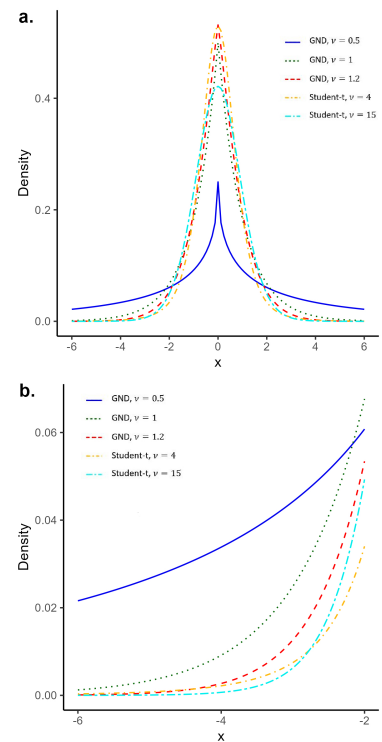 a.
GND, ν = 0.5
GND, ν = 1
GND, ν = 1.2
Student-t, ν = 4
Student-t, ν = 15
Density
0.4
0.2
0.0
-6 -4 -2 0 2 4 6
x
b.
GND, ν = 0.5
GND, ν = 1
GND, ν = 1.2
Student-t, ν = 4
Student-t, ν = 15
Density
0.06
0.04
0.02
0.00
-6 -4 -2
x